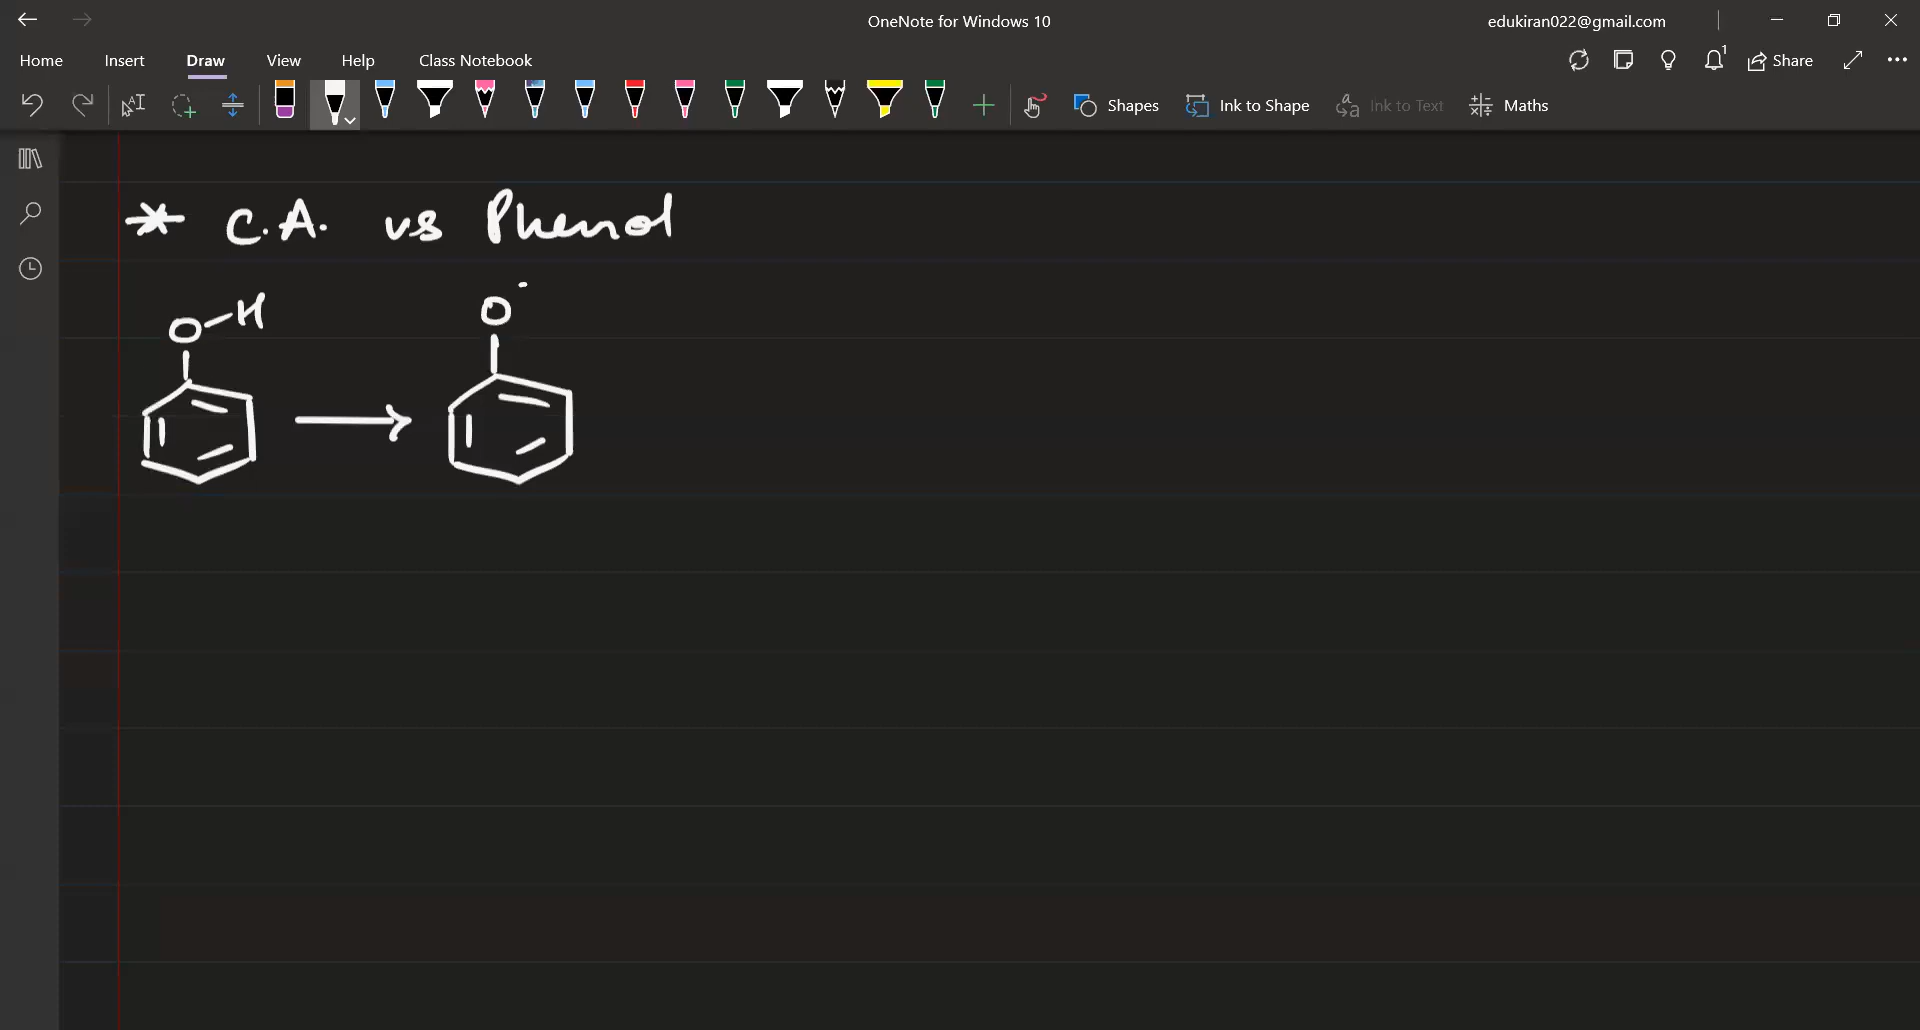 OneNote for Windows 10
edukiran022@gmail.com
Home Insert Draw View Help Class Notebook
1 Share
Shapes Ink to Shape Ink to Text Maths
* C.A. vs Phenol
O-H
O-